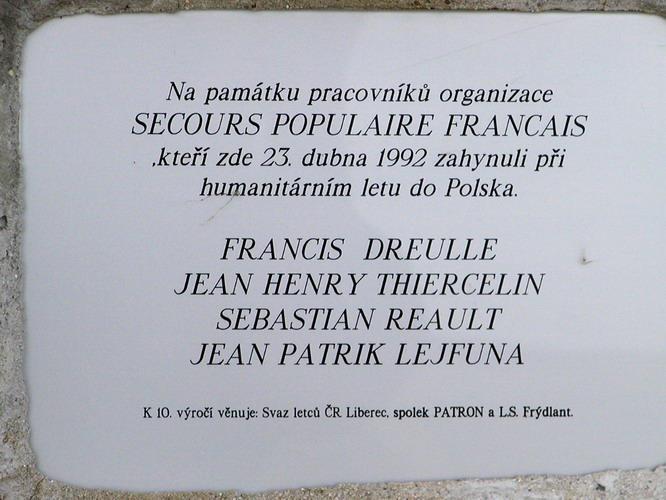 Na památku pracovníků organizace
SECOURS POPULAIRE FRANCAIS
,kteří zde 23. dubna 1992 zahynuli při
humanitárním letu do Polska.
FRANCIS DREULLE
JEAN HENRY THIERCELIN
SEBASTIAN REAULT
JEAN PATRIK LEJFUNA
K 10. výročí věnuje: Svaz letců ČR Liberec, spolek PATRON a L.S. Frýdlant.